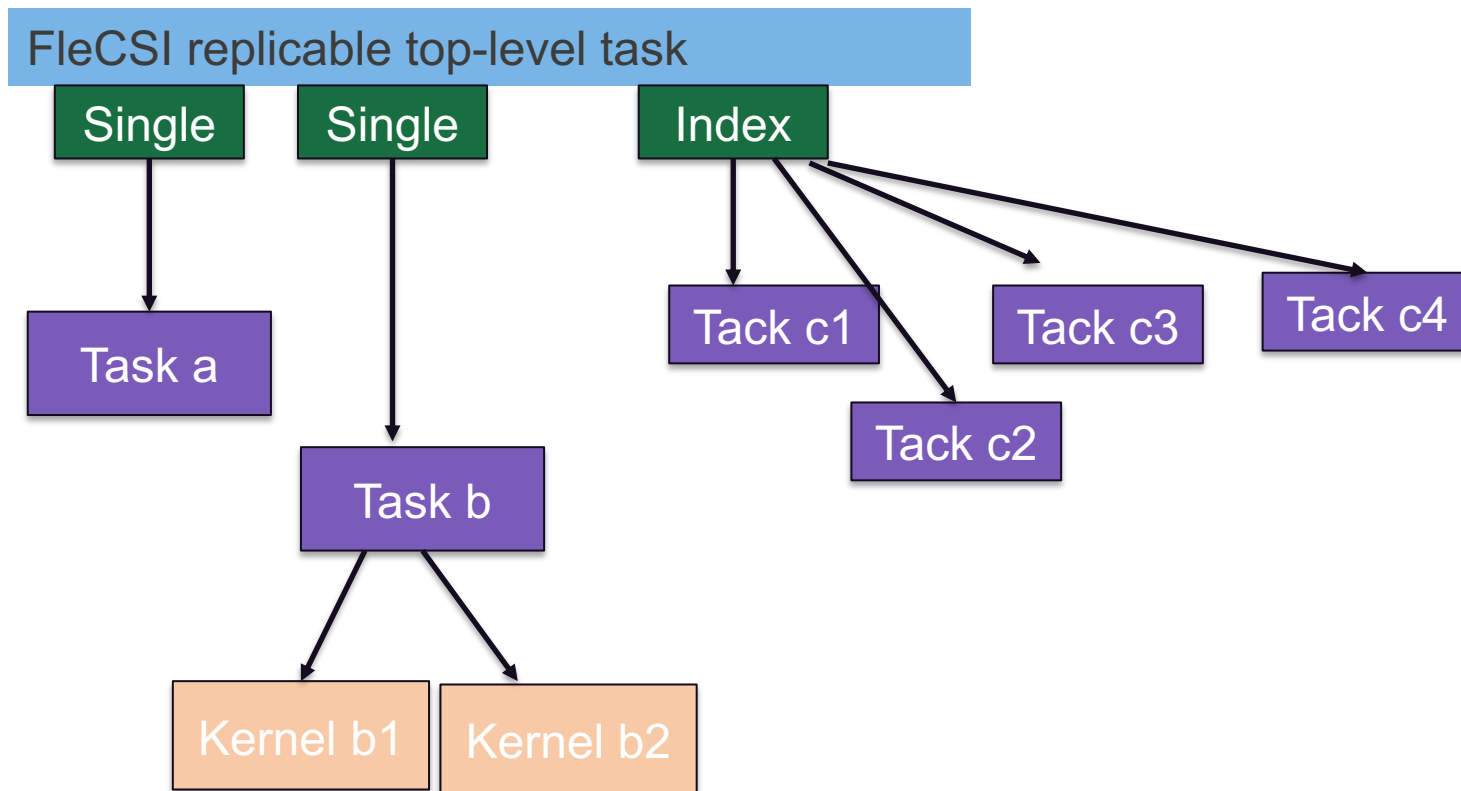 FleCSI replicable top-level task
Single
Single
Index
Task a
Task b
Tack c1
Tack c2
Tack c3
Tack c4
Kernel b1
Kernel b2